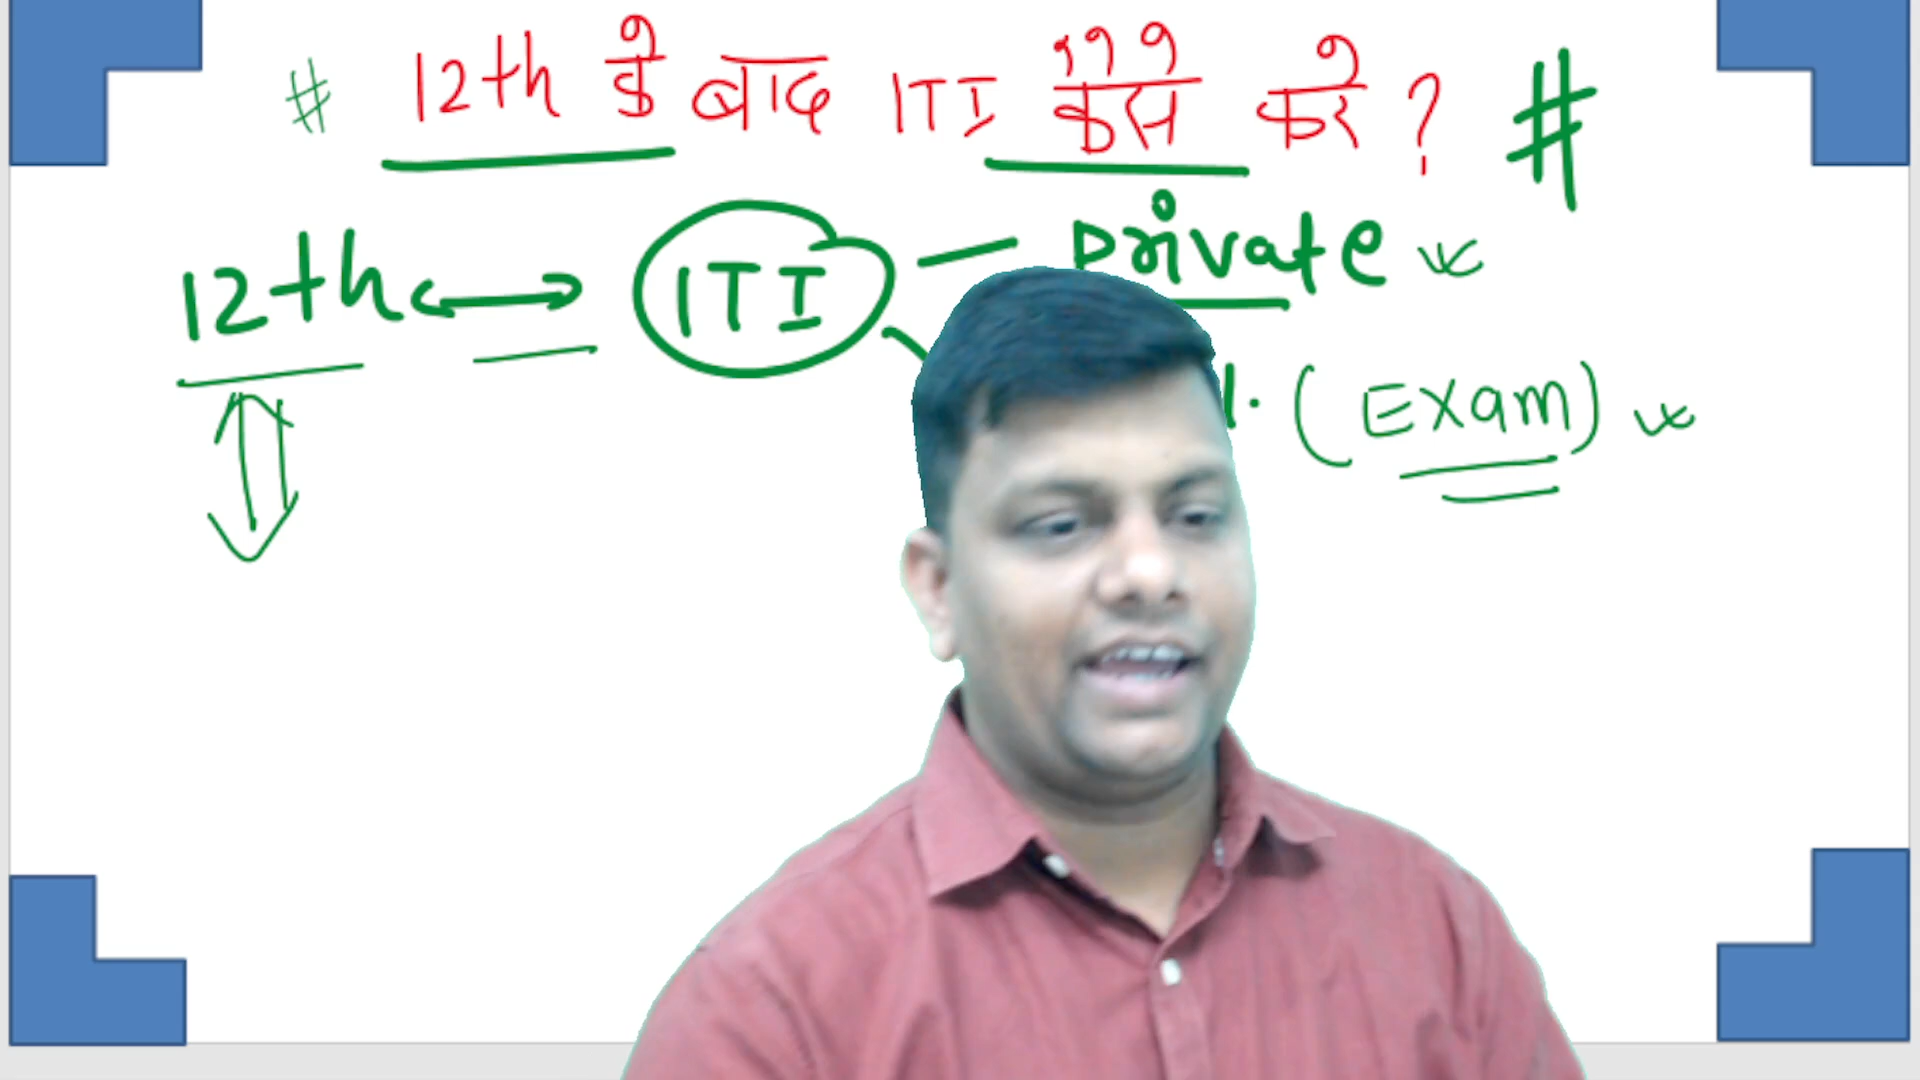 # 12th के बाद ITI कैसे करें ? #
12th ITI Private
(Exam)